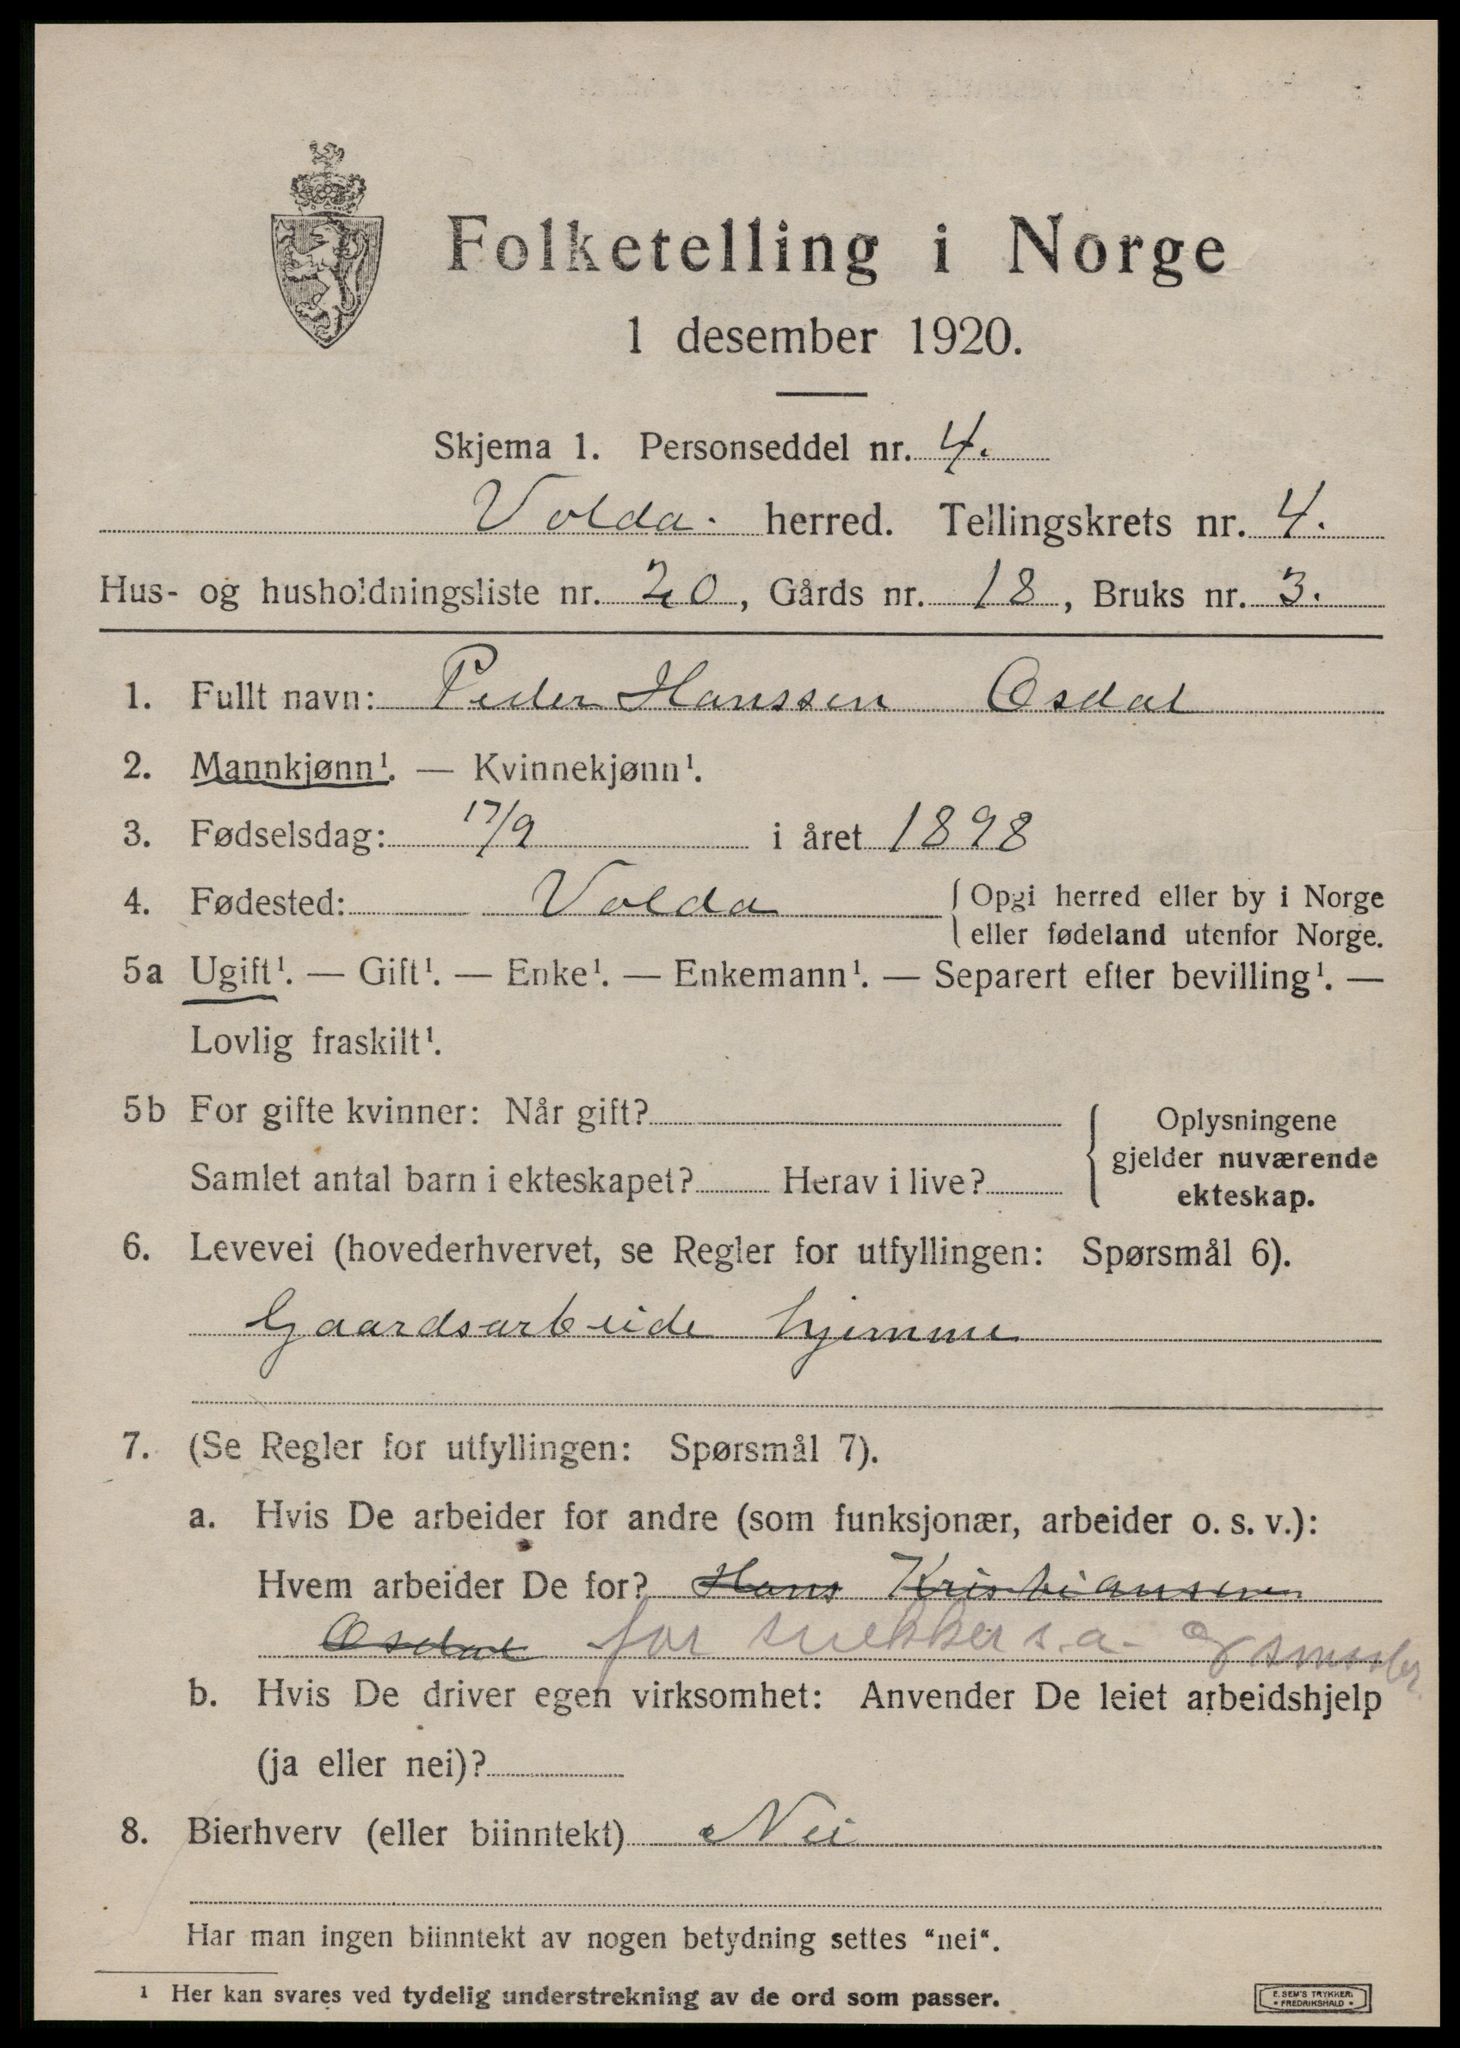 Folketelling i Norge
1 desember 1920.
Skjema 1. Personseddel nr. 4.
Volda. herred. Tellingskrets nr. 4.
Hus- og husholdningsliste nr. 20, Gårds nr. 18, Bruks nr. 3.
1. Fullt navn: Peder Hanssen Osdal
2. Mannkjønn¹. — Kvinnekjønn¹.
3. Fødselsdag: 17/9 i året 1898
4. Fødested: Volda { Opgi herred eller by i Norge
eller fødeland utenfor Norge.
5a Ugift¹. — Gift¹. — Enke¹. — Enkemann¹. — Separert efter bevilling¹. —
Lovlig fraskilt¹.
5b For gifte kvinner: Når gift?
Samlet antal barn i ekteskapet? Herav i live?
Oplysningene
gjelder nuværende
ekteskap.
6. Levevei (hovederhvervet, se Regler for utfyllingen: Spørsmål 6).
Gaardsarbeide hjemme
7. (Se Regler for utfyllingen: Spørsmål 7).
a. Hvis De arbeider for andre (som funksjonær, arbeider o. s. v.):
Hvem arbeider De for? Hans Kristiansen
Osdal for snekker s.a. og
b. Hvis De driver egen virksomhet: Anvender De leiet arbeidshjelp
(ja eller nei)?
8. Bierhverv (eller biinntekt) Nei
Har man ingen biinntekt av nogen betydning settes "nei".
¹ Her kan svares ved tydelig understrekning av de ord som passer.
E. SEM'S TRYKKERI
• FREDRIKSHALD •